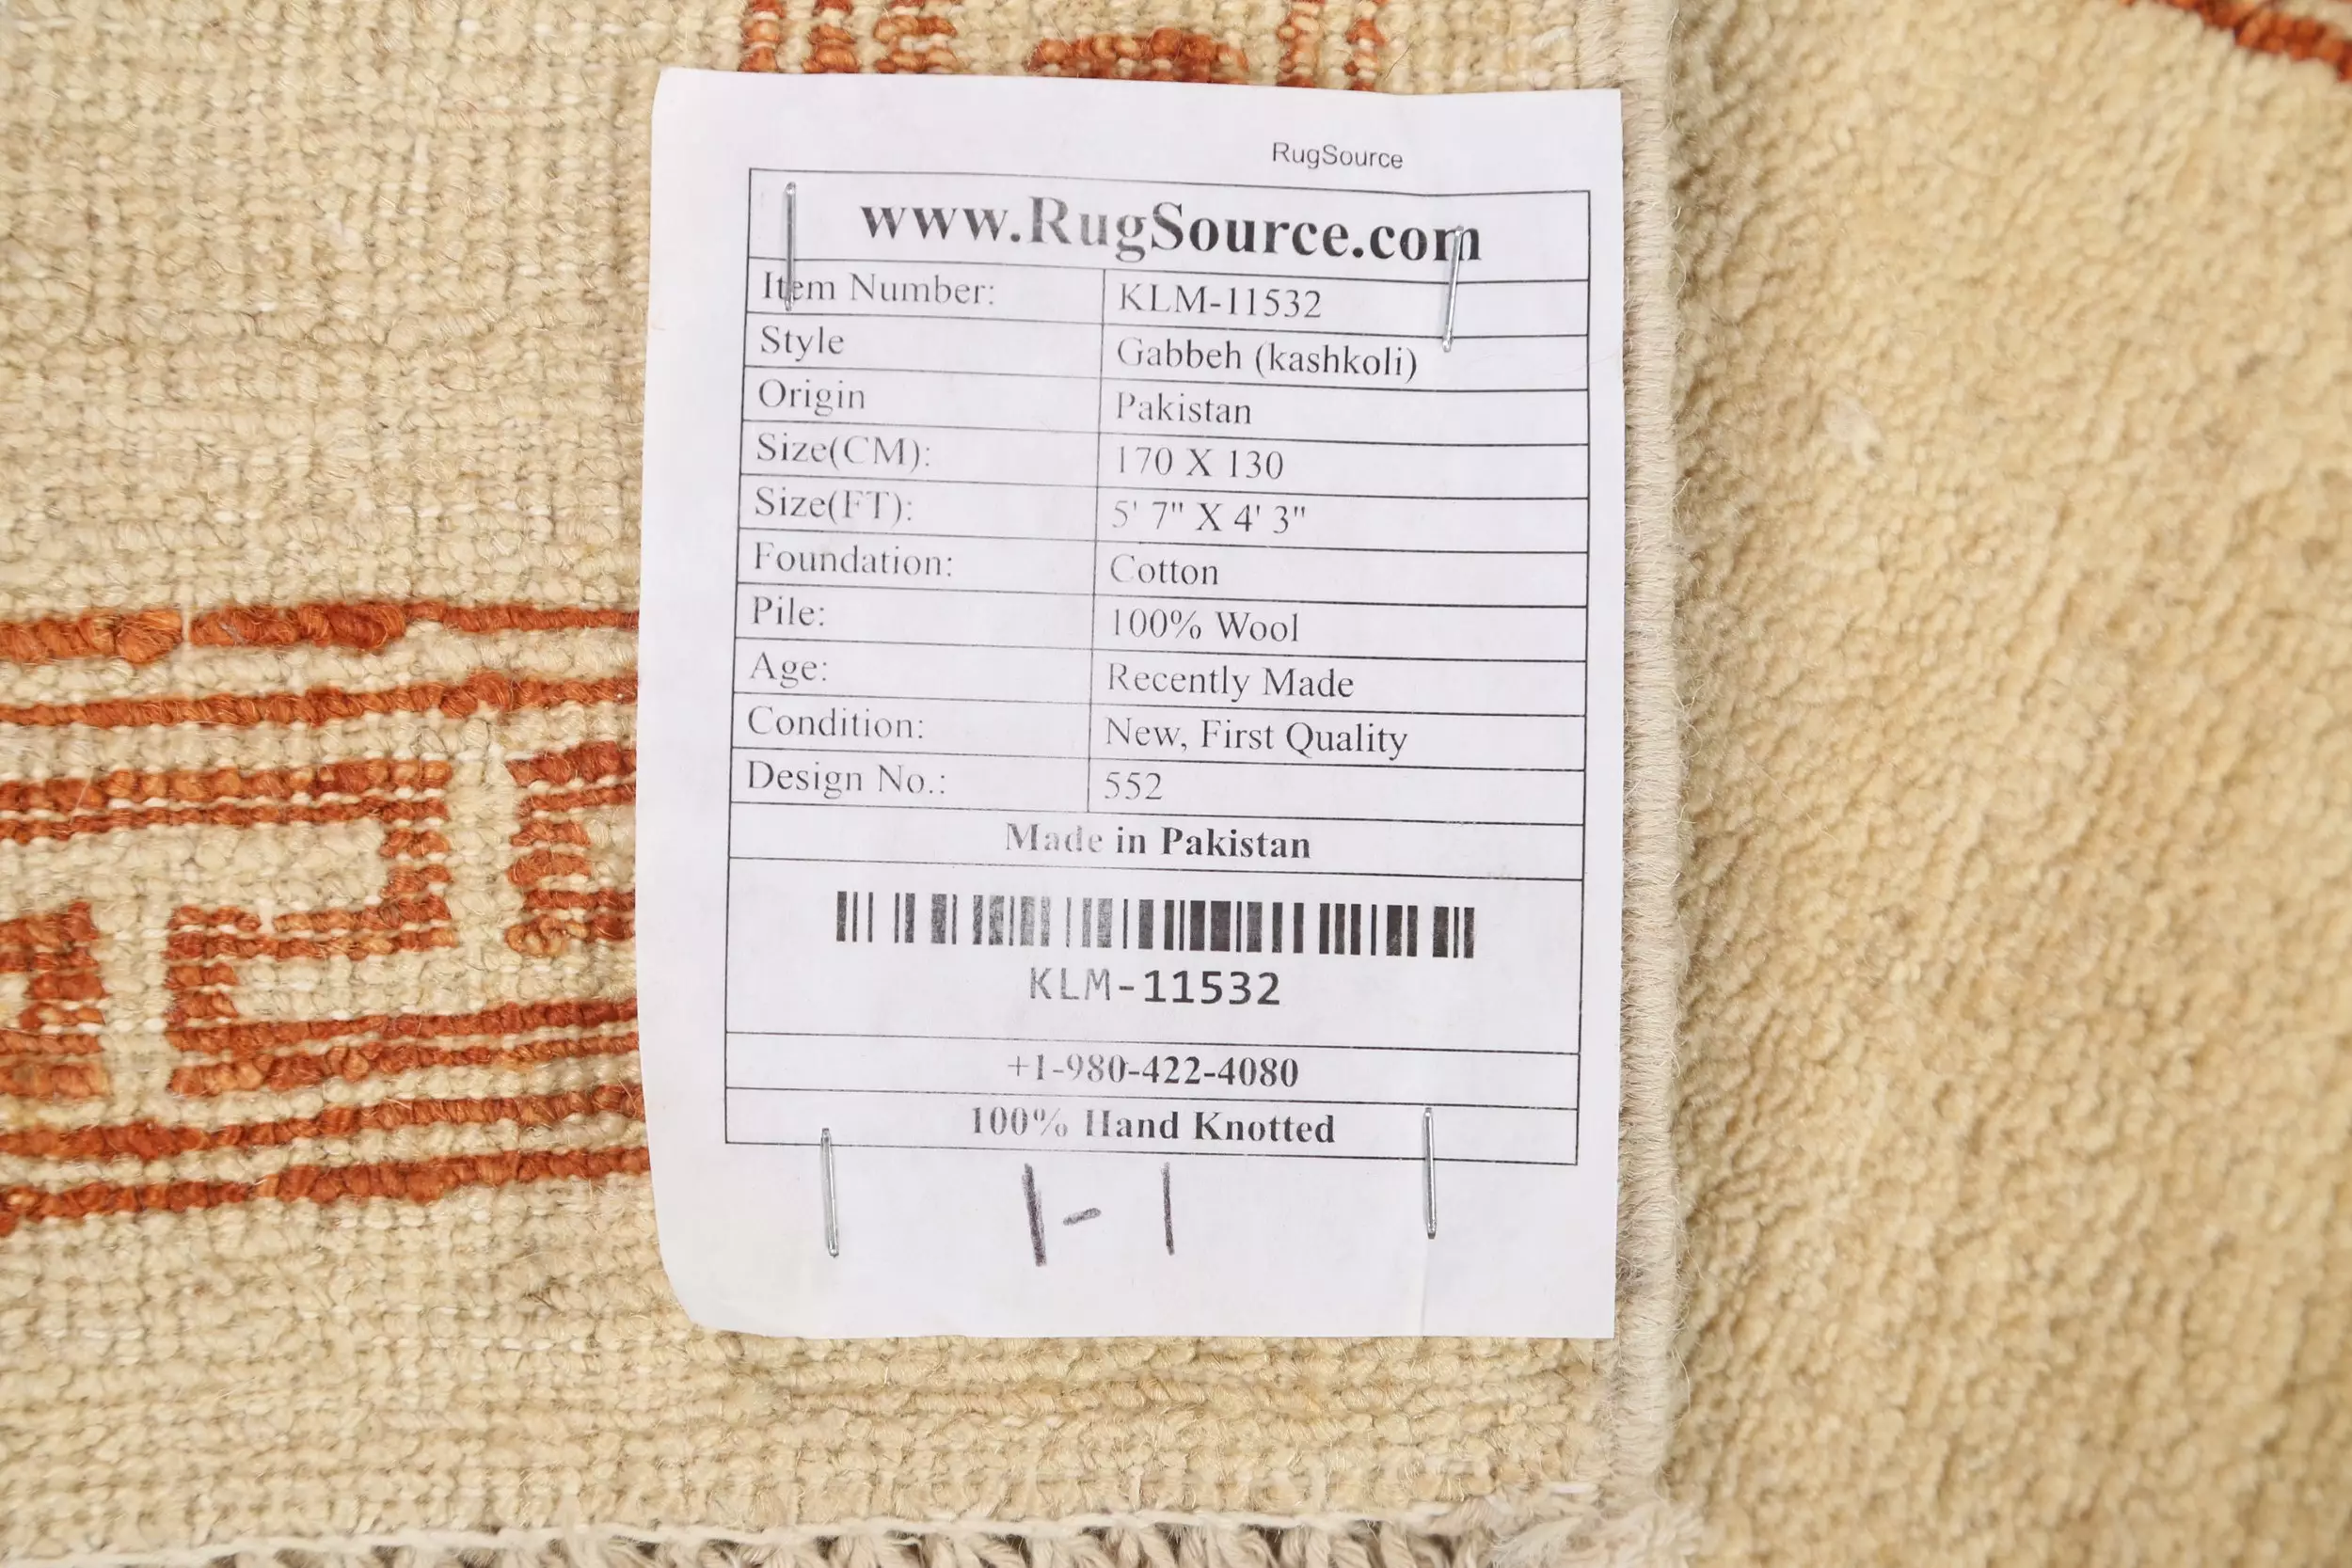 RugSource
www.RugSource.com
Item Number: KLM-11532
Style Gabbeh (kashkoli)
Origin Pakistan
Size(CM): 170 X 130
Size(FT): 5' 7" X 4' 3"
Foundation: Cotton
Pile: 100% Wool
Age: Recently Made
Condition: New, First Quality
Design No.: 552
Made in Pakistan
KLM-11532
+1-980-422-4080
100% Hand Knotted
1-1